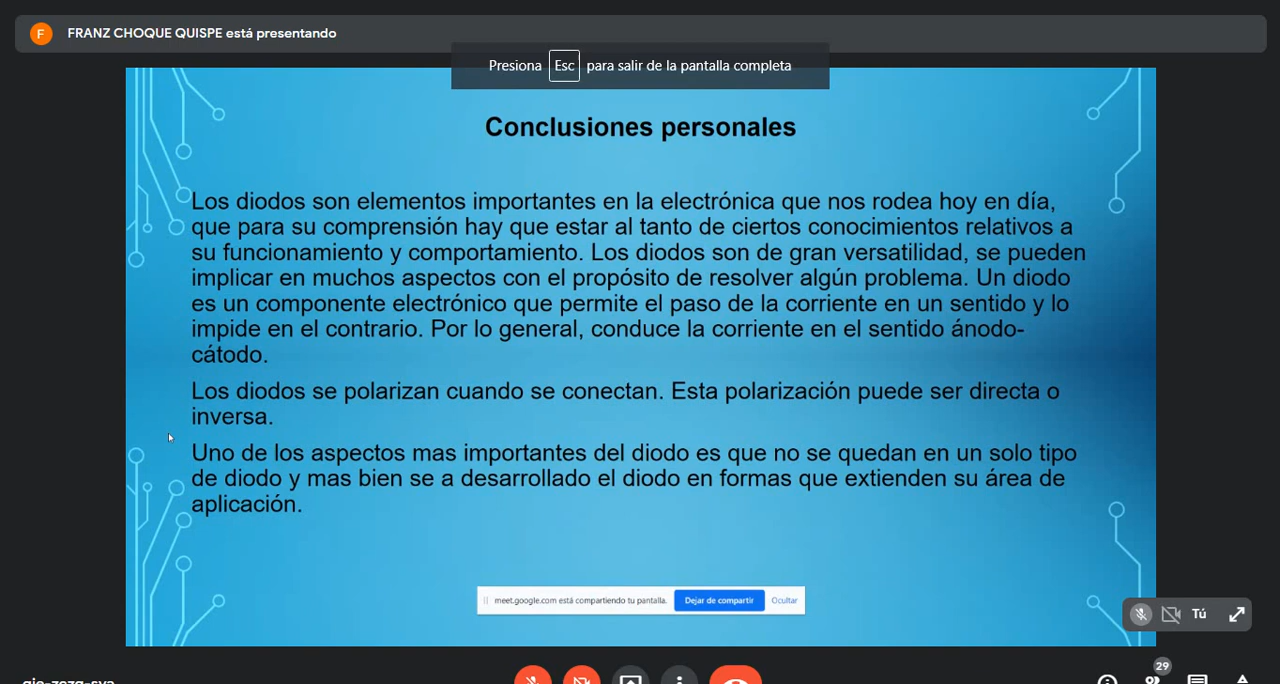 F FRANZ CHOQUE QUISPE está presentando
Presiona Esc para salir de la pantalla completa
Conclusiones personales
Los diodos son elementos importantes en la electrónica que nos rodea hoy en día,
que para su comprensión hay que estar al tanto de ciertos conocimientos relativos a
su funcionamiento y comportamiento. Los diodos son de gran versatilidad, se pueden
implicar en muchos aspectos con el propósito de resolver algún problema. Un diodo
es un componente electrónico que permite el paso de la corriente en un sentido y lo
impide en el contrario. Por lo general, conduce la corriente en el sentido ánodo-
cátodo.
Los diodos se polarizan cuando se conectan. Esta polarización puede ser directa o
inversa.
Uno de los aspectos mas importantes del diodo es que no se quedan en un solo tipo
de diodo y mas bien se a desarrollado el diodo en formas que extienden su área de
aplicación.
meet.google.com está compartiendo tu pantalla. Dejar de compartir Ocultar
Tú
29